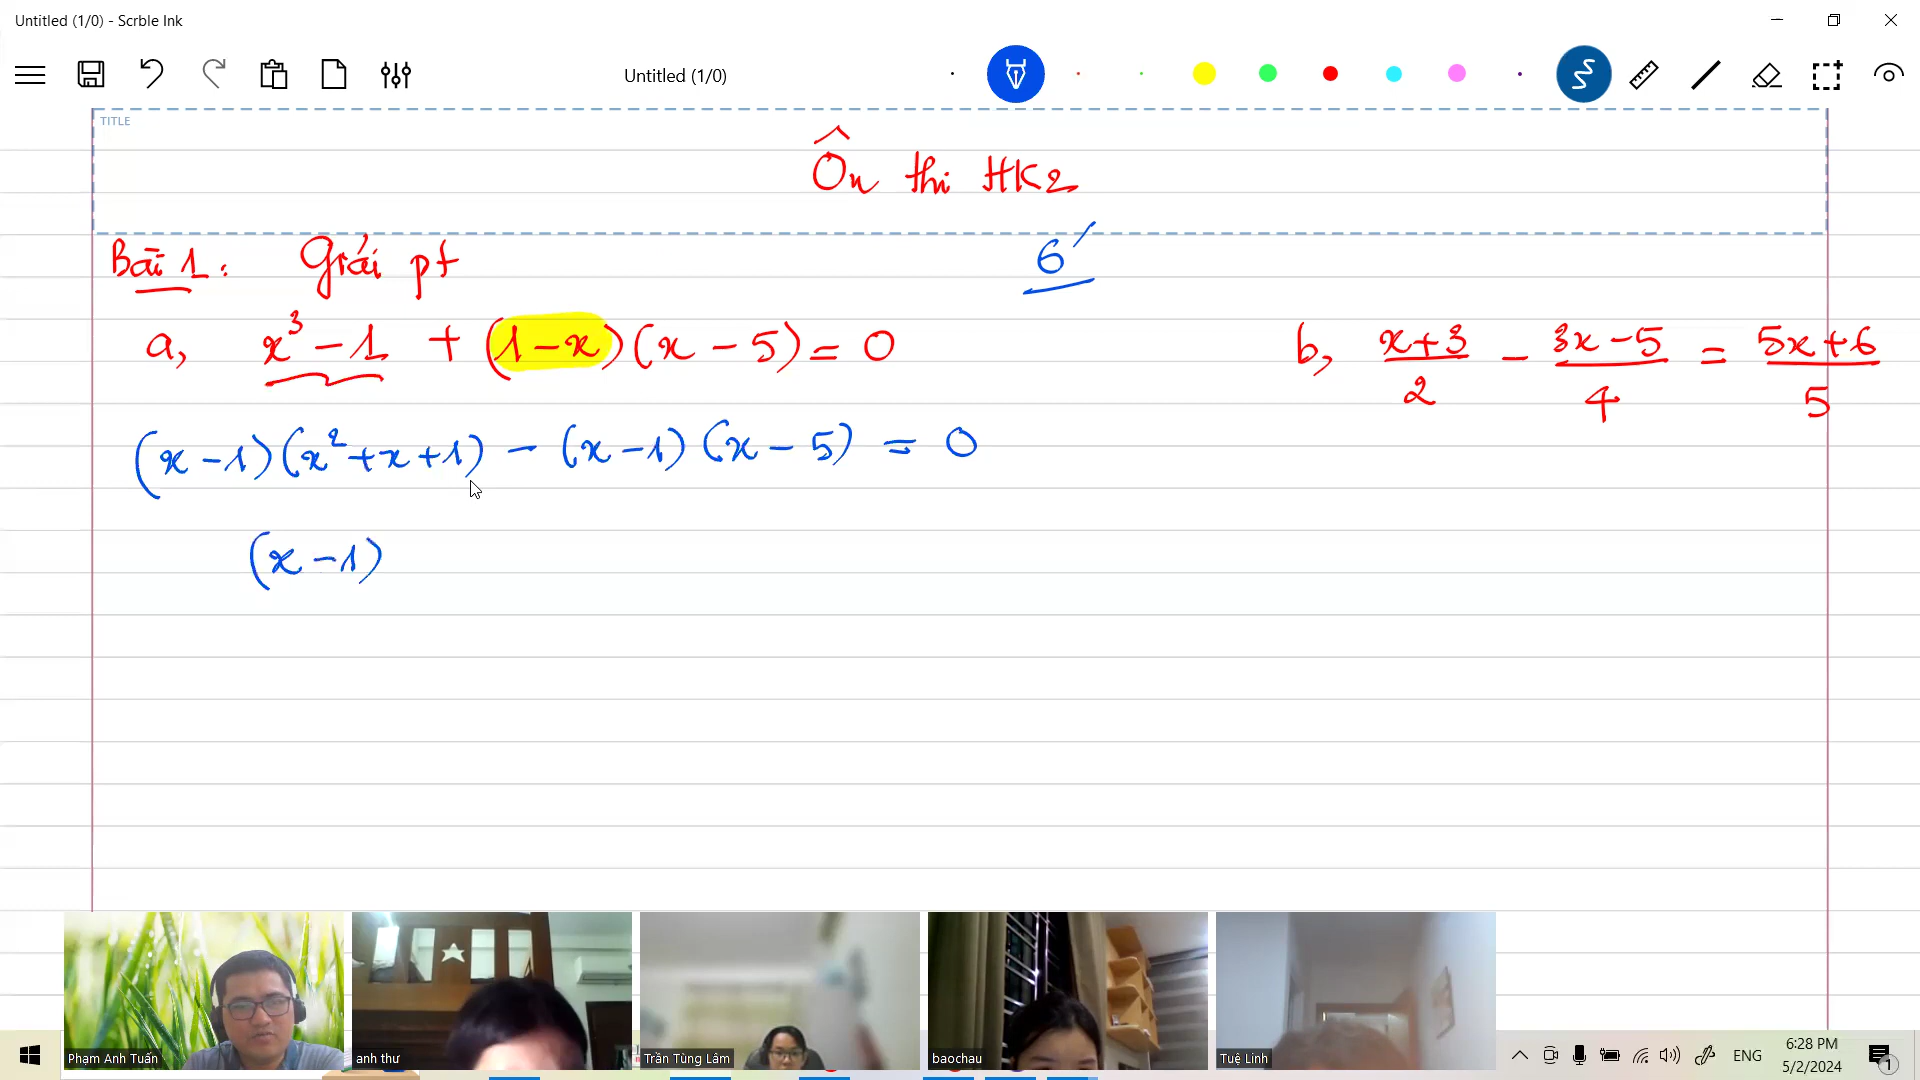 Untitled (1/0) - Scrble Ink
Untitled (1/0)
TITLE
Ôn thi HK2
6'
Bài 1: Giải pt
a, x³ - 1 + (1 - x)(x - 5) = 0
b, (x+3)/2 - (3x-5)/4 = (5x+6)/5
(x - 1)(x² + x + 1) - (x - 1)(x - 5) = 0
(x - 1)
Phạm Anh Tuấn
anh thư
Trần Tùng Lâm
baochau
Tuệ Linh
ENG
6:28 PM
5/2/2024
1